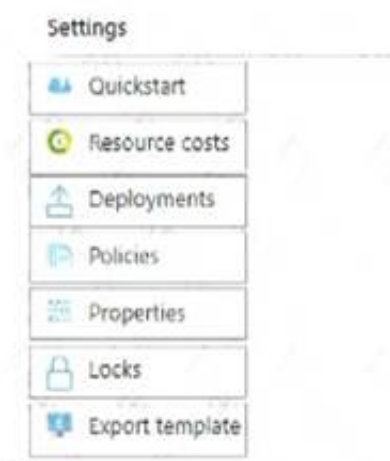 Settings
Quickstart
Resource costs
Deployments
Policies
Properties
Locks
Export template